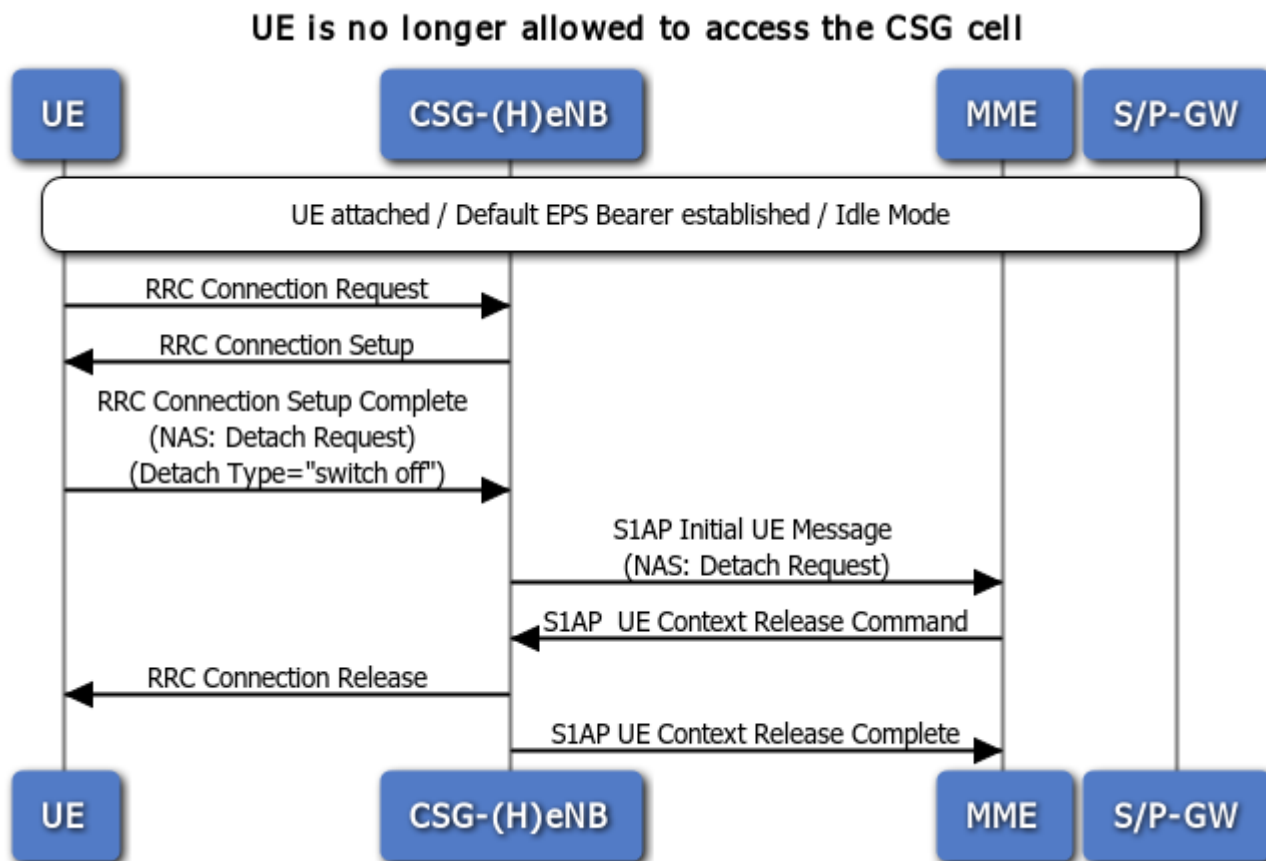 UE is no longer allowed to access the CSG cell
UE
CSG-(H)eNB
MME
S/P-GW
UE attached / Default EPS Bearer established / Idle Mode
RRC Connection Request
RRC Connection Setup
RRC Connection Setup Complete
(NAS: Detach Request)
(Detach Type="switch off")
S1AP Initial UE Message
(NAS: Detach Request)
S1AP  UE Context Release Command
RRC Connection Release
S1AP UE Context Release Complete
UE
CSG-(H)eNB
MME
S/P-GW